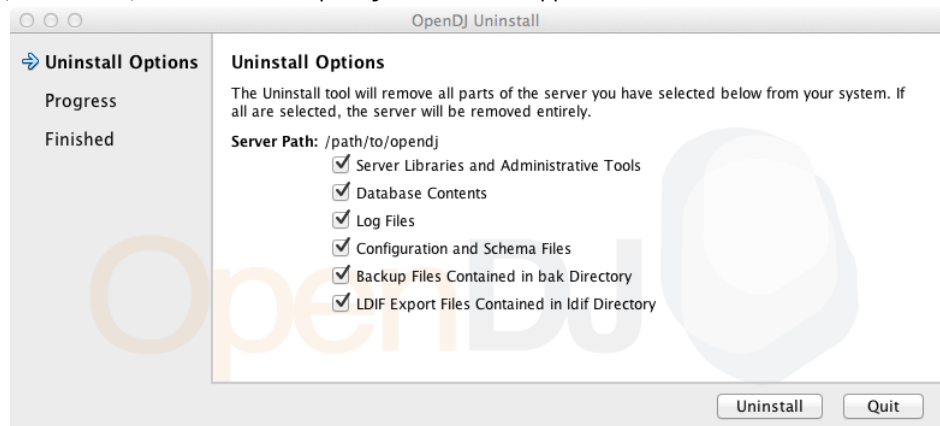 OpenDJ Uninstall
Uninstall Options
Progress
Finished
Uninstall Options
The Uninstall tool will remove all parts of the server you have selected below from your system. If
all are selected, the server will be removed entirely.
Server Path: /path/to/opendj
Server Libraries and Administrative Tools
Database Contents
Log Files
Configuration and Schema Files
Backup Files Contained in bak Directory
LDIF Export Files Contained in ldif Directory
OpenDJ
Uninstall
Quit